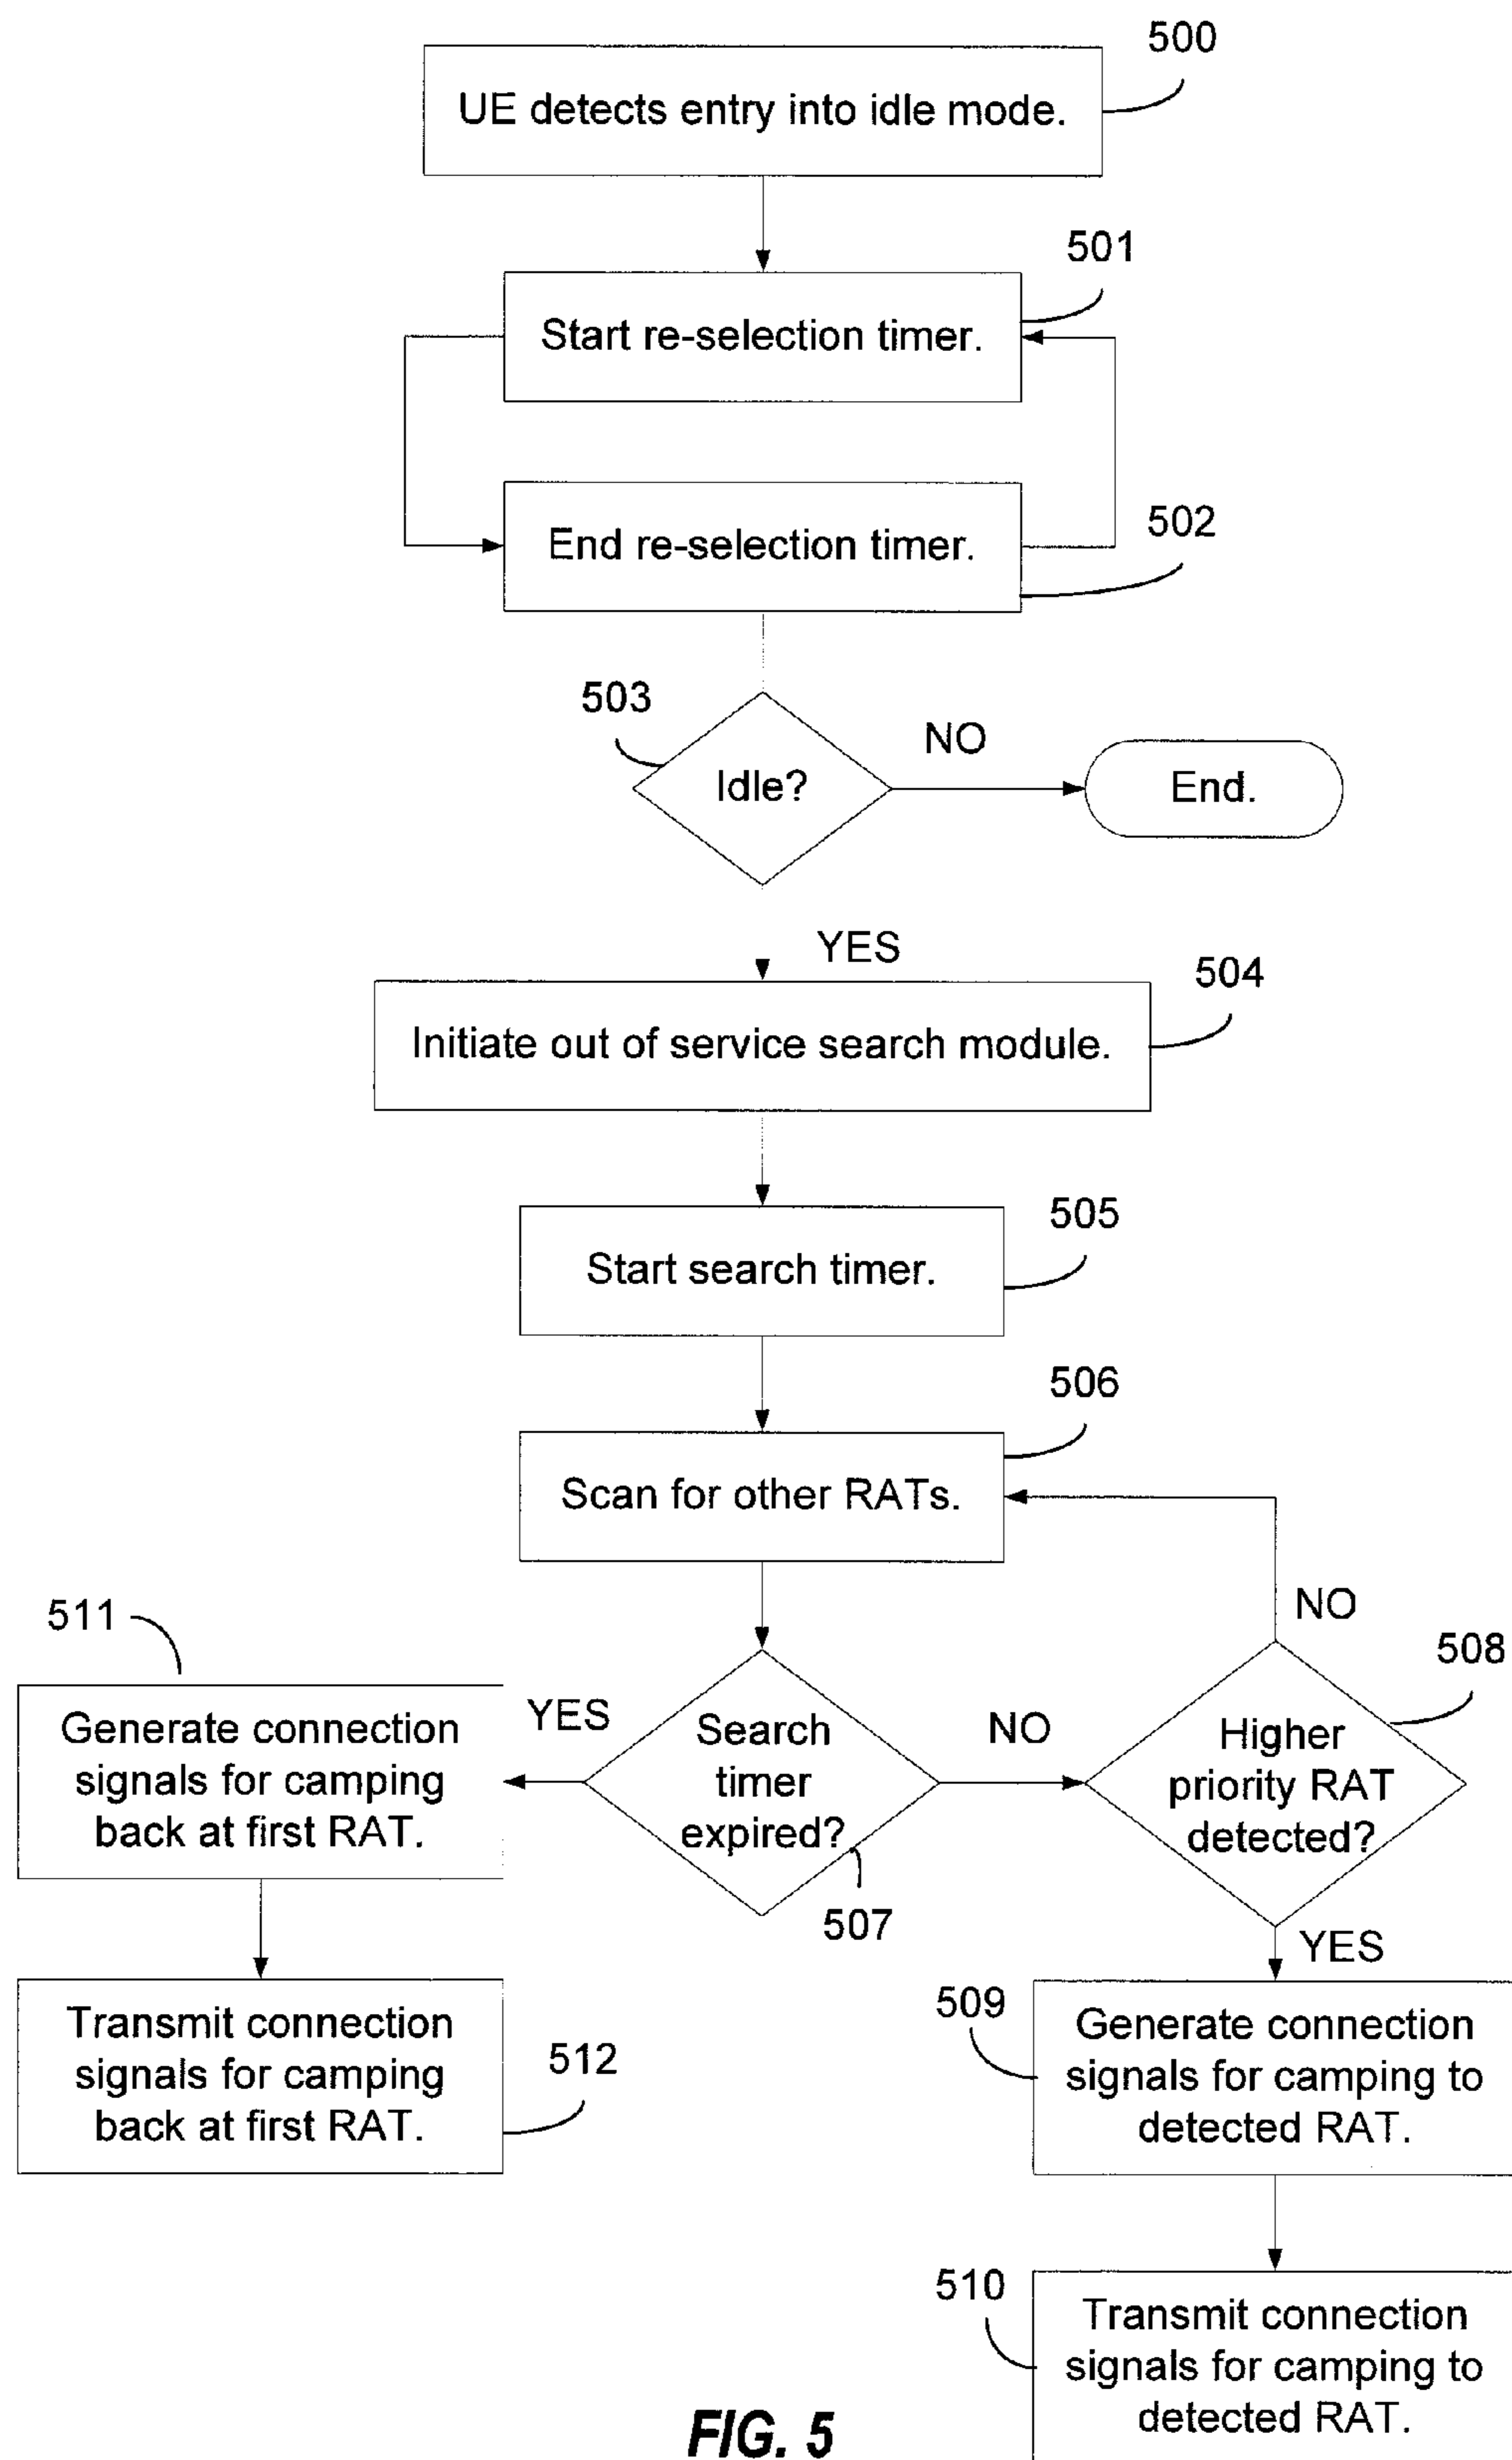 500
UE detects entry into idle mode.
501
Start re-selection timer.
502
End re-selection timer.
503
NO
Idle?
End.
YES
504
Initiate out of service search module.
505
Start search timer.
506
Scan for other RATs.
511
NO
508
Generate connection
signals for camping
back at first RAT.
YES
Search
timer
expired?
507
NO
Higher
priority RAT
detected?
YES
Transmit connection
signals for camping
back at first RAT.
512
509
Generate connection
signals for camping to
detected RAT.
510
Transmit connection
signals for camping to
detected RAT.
FIG. 5